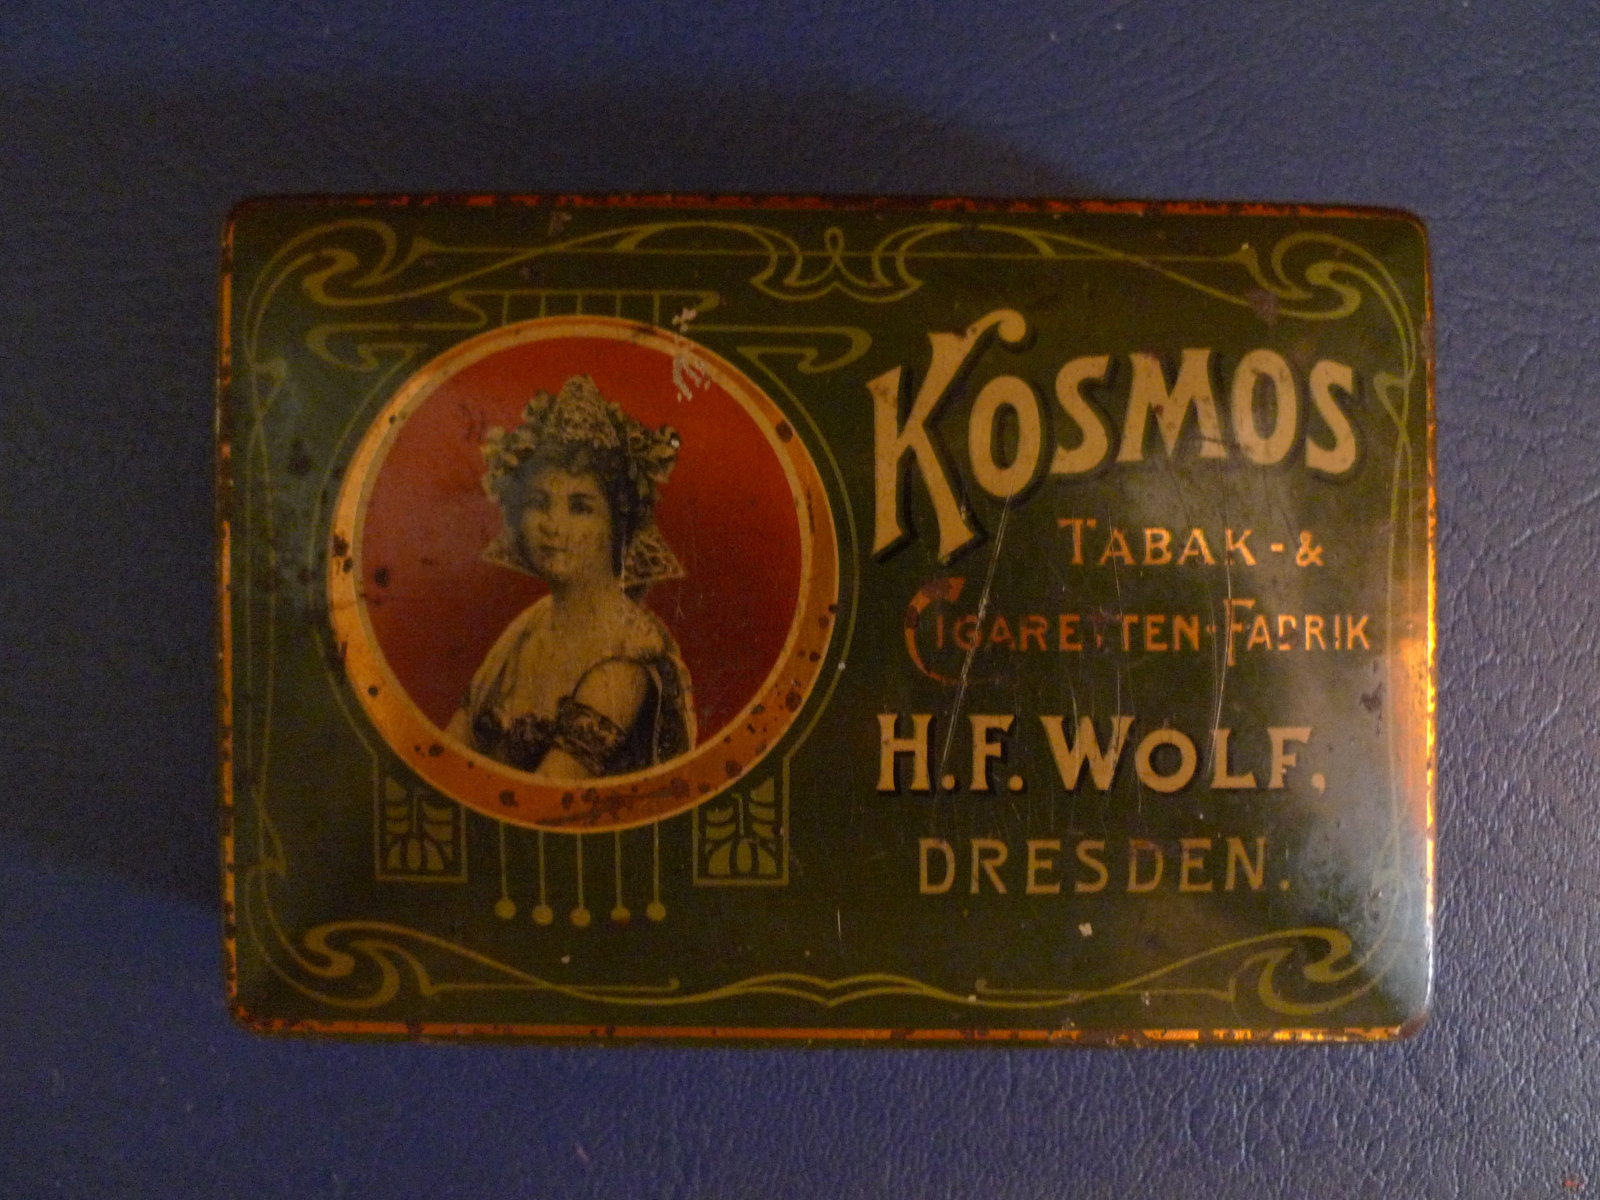 KOSMOS
TABAK-&
CIGARETTEN-FABRIK
H.F. WOLF,
DRESDEN.